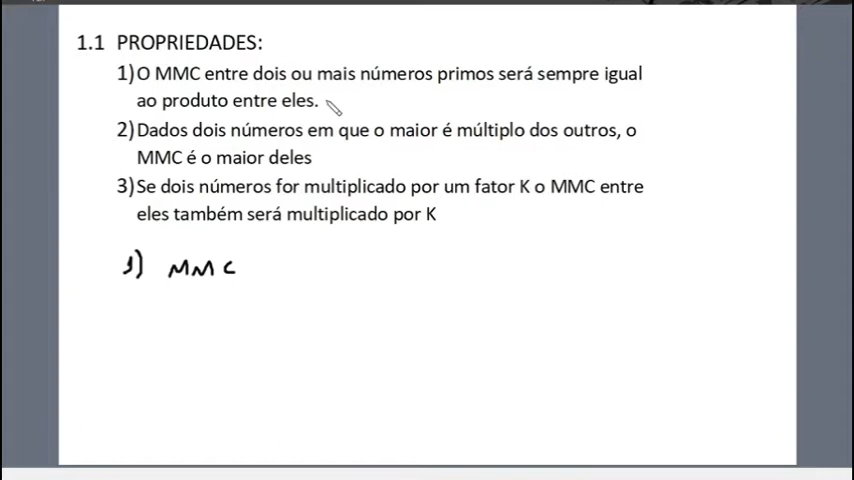 1.1 PROPRIEDADES:
1)O MMC entre dois ou mais números primos será sempre igual
ao produto entre eles.
2)Dados dois números em que o maior é múltiplo dos outros, o
MMC é o maior deles
3)Se dois números for multiplicado por um fator K o MMC entre
eles também será multiplicado por K
1) MMC